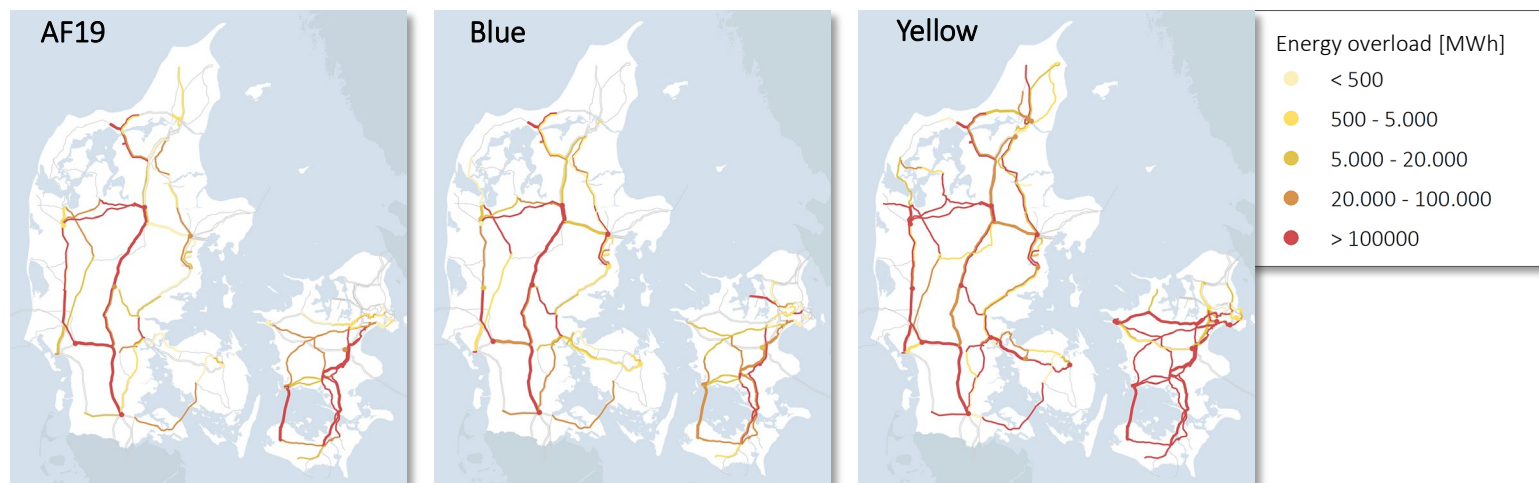 AF19
Blue
Yellow
Energy overload [MWh]
< 500
500 - 5.000
5.000 - 20.000
20.000 - 100.000
> 100000